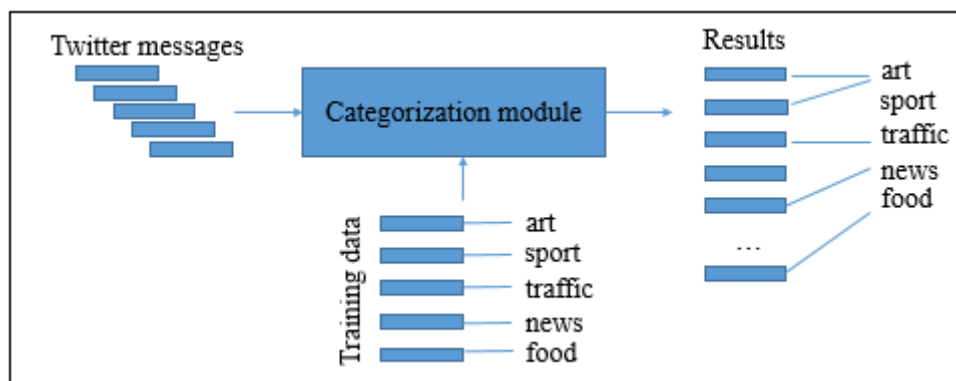 Twitter messages
Categorization module
Training data
art
sport
traffic
news
food
Results
art
sport
traffic
news
food
...